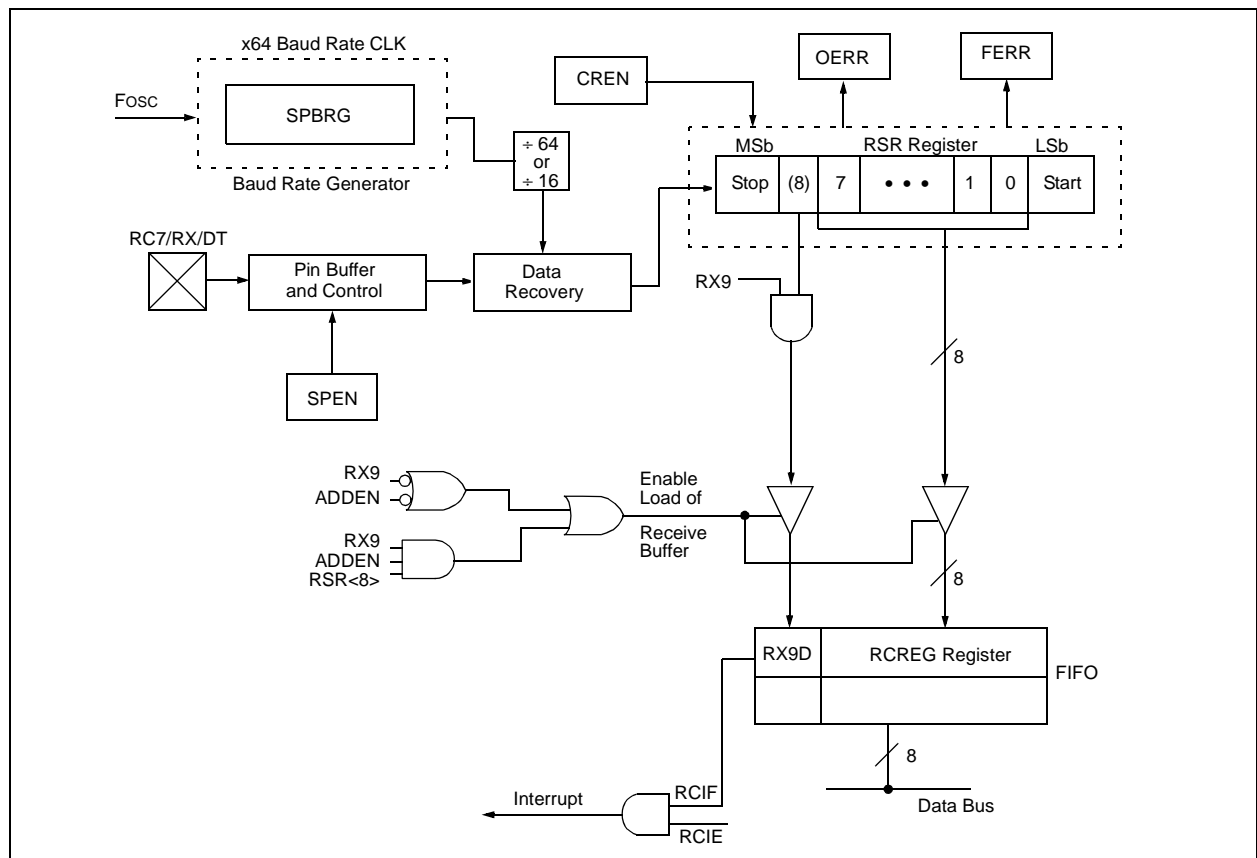 x64 Baud Rate CLK
FOSC
SPBRG
Baud Rate Generator
÷ 64
or
÷ 16
CREN
OERR
FERR
MSb
RSR Register
LSb
Stop
(8)
7
• • •
1
0
Start
RC7/RX/DT
Pin Buffer
and Control
Data
Recovery
SPEN
RX9
8
RX9
ADDEN
RX9
ADDEN
RSR<8>
Enable
Load of
Receive
Buffer
8
RX9D
RCREG Register
FIFO
8
Data Bus
Interrupt
RCIF
RCIE